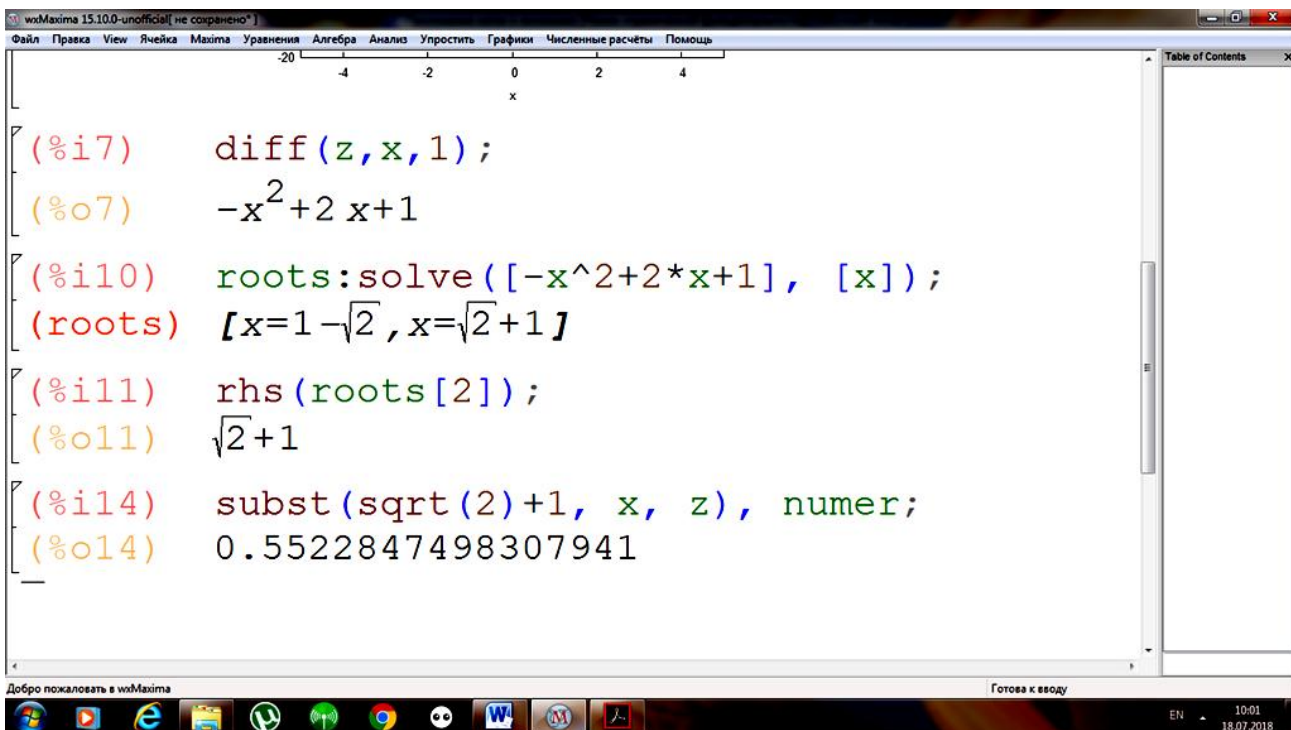 wxMaxima 15.10.0-unofficial[ не сохранено* ]
Файл Правка View Ячейка Maxima Уравнения Алгебра Анализ Упростить Графики Численные расчёты Помощь
Table of Contents
-20
-4 -2 0 2 4
x
(%i7) diff(z,x,1);
(%o7) -x²+2 x+1
(%i10) roots:solve([-x^2+2*x+1], [x]);
(roots) [x=1-√2,x=√2+1]
(%i11) rhs(roots[2]);
(%o11) √2+1
(%i14) subst(sqrt(2)+1, x, z), numer;
(%o14) 0.5522847498307941
Добро пожаловать в wxMaxima
Готова к вводу
EN
10:01
18.07.2018